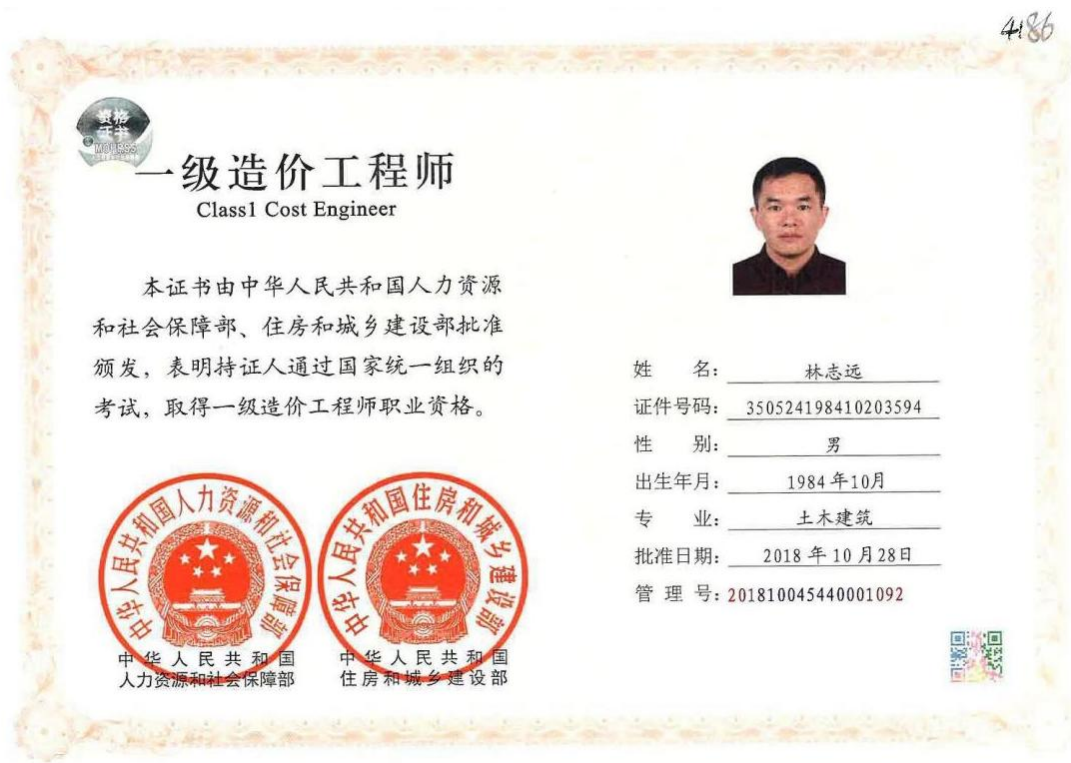 4186
资格
证书
MOHRSS
一级造价工程师
Class1 Cost Engineer
本证书由中华人民共和国人力资源
和社会保障部、住房和城乡建设部批准
颁发，表明持证人通过国家统一组织的
考试，取得一级造价工程师职业资格。
中华人民共和国人力资源和社会保障部
中华人民共和国住房和城乡建设部
中华人民共和国
人力资源和社会保障部
中华人民共和国
住房和城乡建设部
姓 名：林志远
证件号码：350524198410203594
性 别：男
出生年月：1984年10月
专 业：土木建筑
批准日期：2018年10月28日
管 理 号：201810045440001092